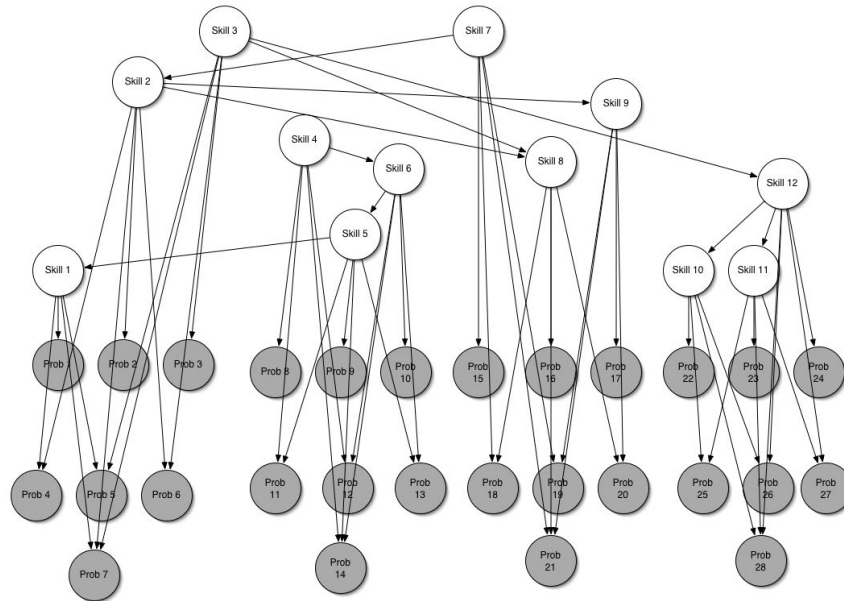 Skill 3
Skill 7
Skill 2
Skill 9
Skill 4
Skill 8
Skill 6
Skill 12
Skill 5
Skill 1
Skill 10
Skill 11
Prob
Prob 2
Prob 3
Prob 8
Prob 9
Prob
10
Prob
15
Prob
16
Prob
17
Prob
22
Prob
23
Prob
24
Prob 4
Prob 5
Prob 6
Prob
11
Prob
12
Prob
13
Prob
18
Prob
19
Prob
20
Prob
25
Prob
26
Prob
27
Prob 7
Prob
14
Prob
21
Prob
28